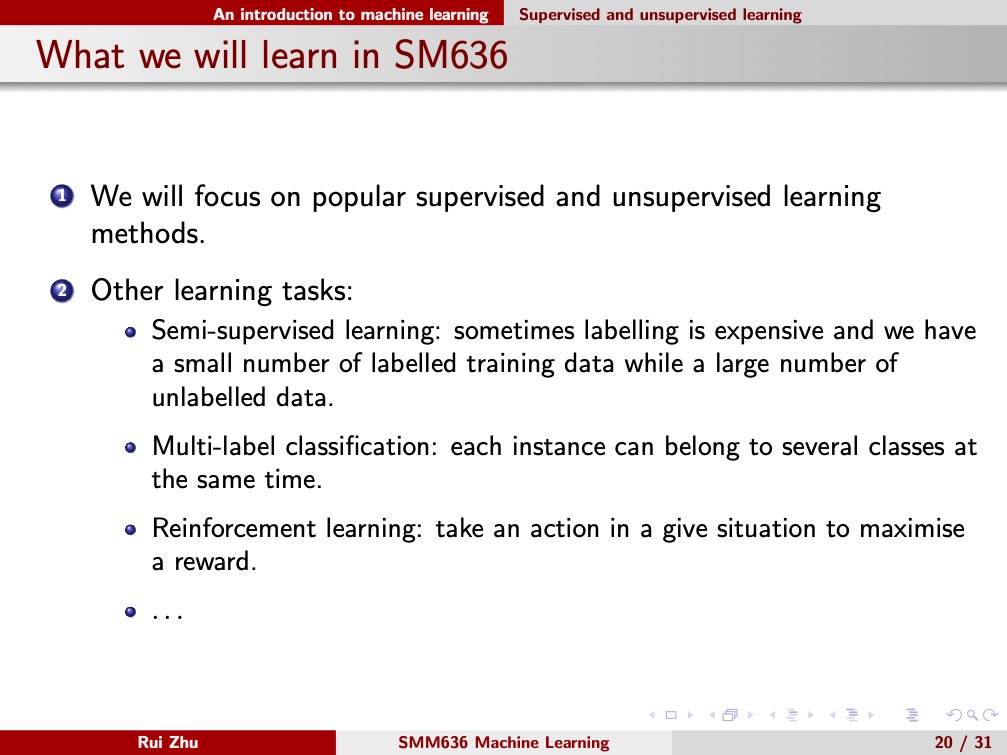 An introduction to machine learning Supervised and unsupervised learning
What we will learn in SM636
1 We will focus on popular supervised and unsupervised learning
methods.
2 Other learning tasks:
Semi-supervised learning: sometimes labelling is expensive and we have
a small number of labelled training data while a large number of
unlabelled data.
Multi-label classification: each instance can belong to several classes at
the same time.
Reinforcement learning: take an action in a give situation to maximise
a reward.
...
Rui Zhu SMM636 Machine Learning 20 / 31